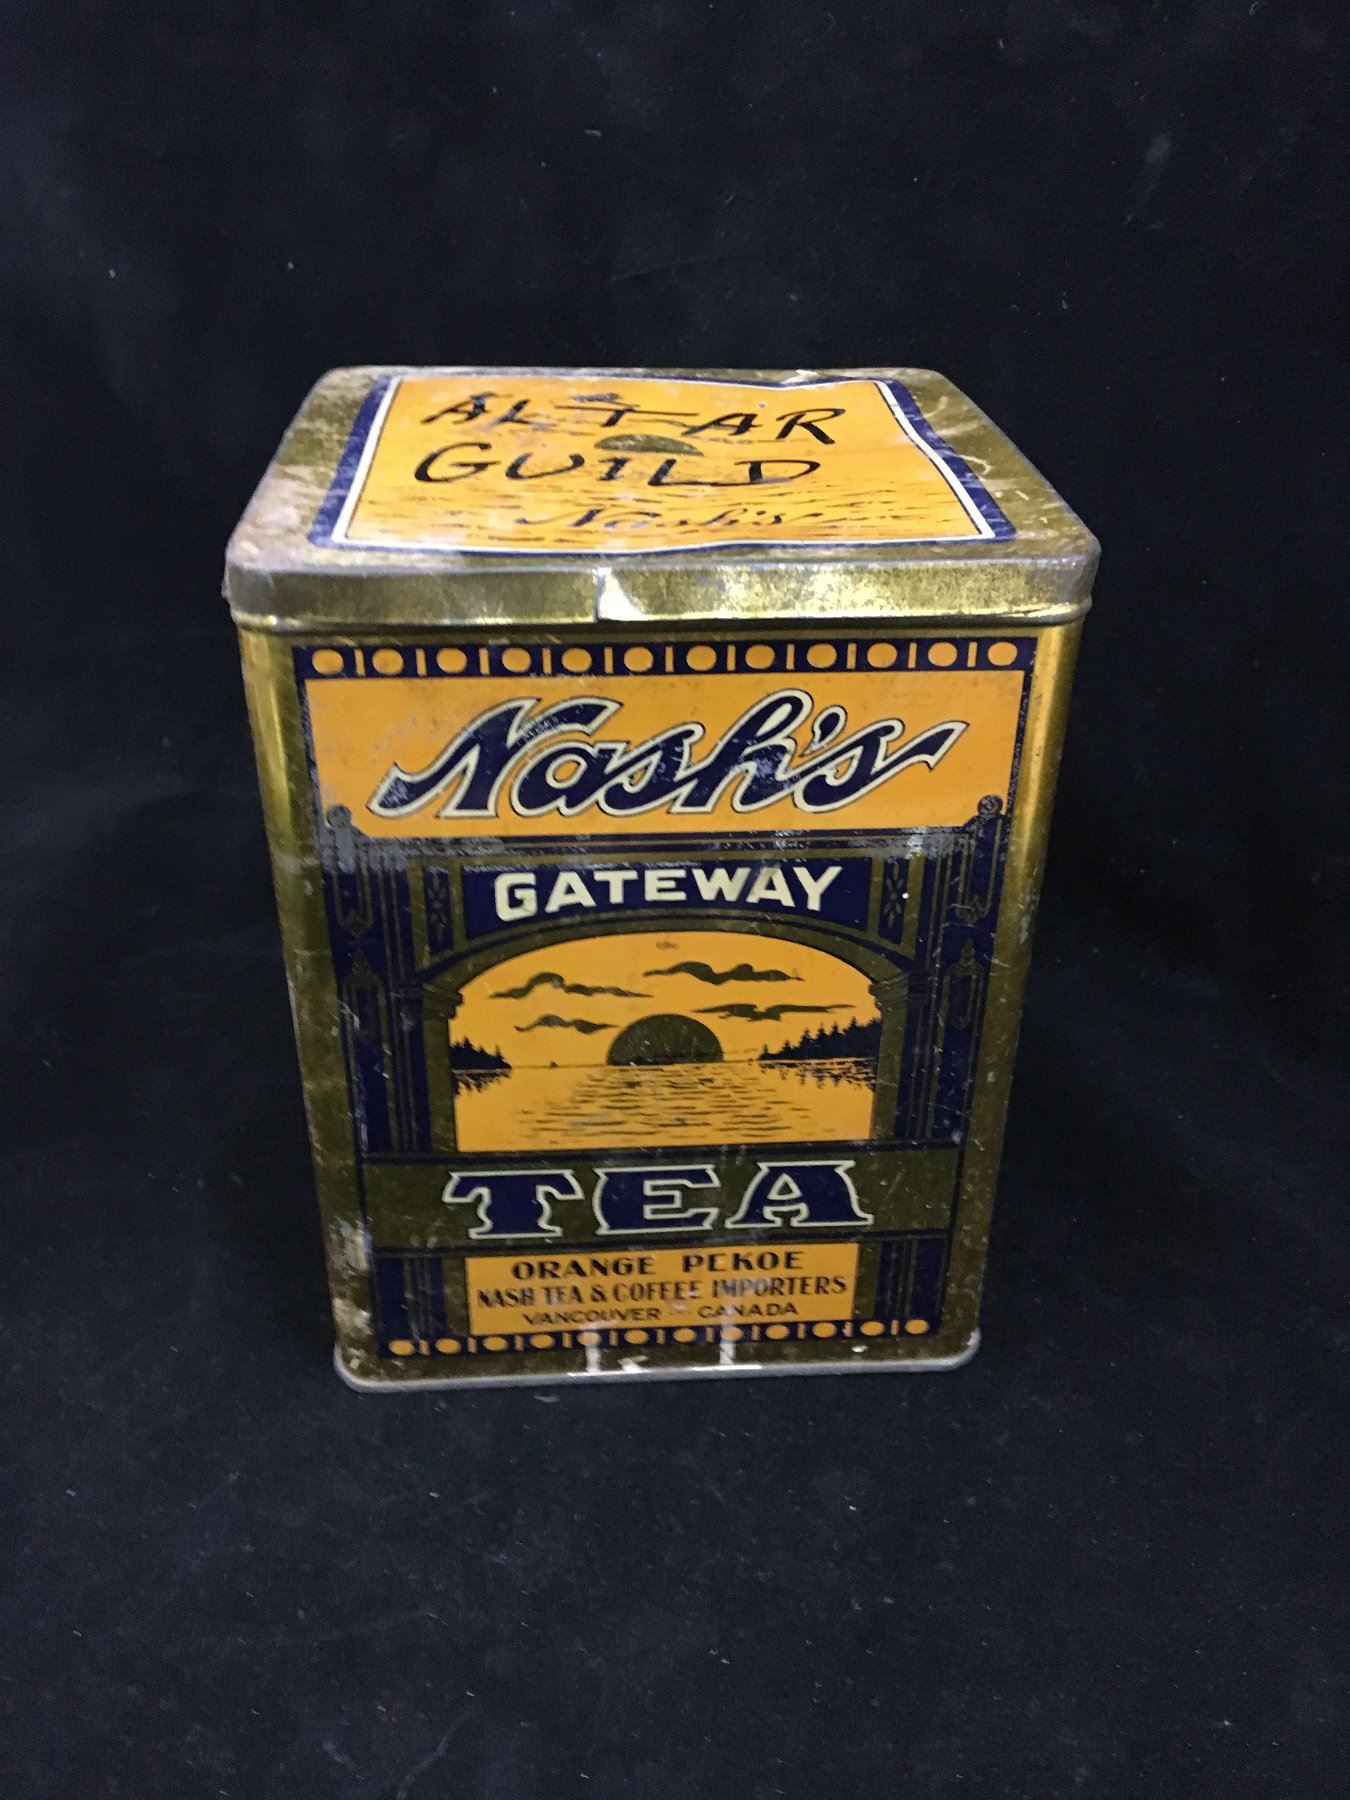 ALTAR
GUILD
Nash's
Nash's
GATEWAY
TEA
ORANGE PEKOE
NASH TEA & COFFEE IMPORTERS
VANCOUVER CANADA